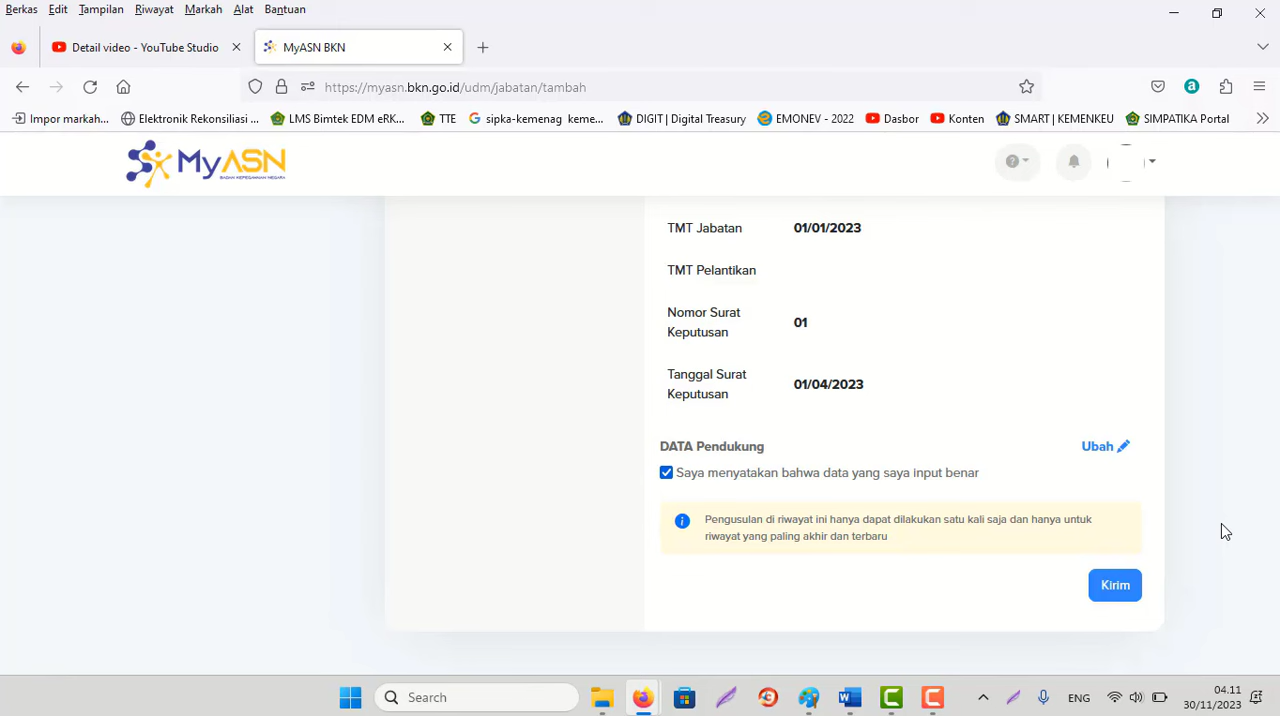 Berkas Edit Tampilan Riwayat Markah Alat Bantuan
Detail video - YouTube Studio
MyASN BKN
https://myasn.bkn.go.id/udm/jabatan/tambah
Impor markah... Elektronik Rekonsiliasi ... LMS Bimtek EDM eRK... TTE sipka-kemenag keme... DIGIT | Digital Treasury EMONEV - 2022 Dasbor Konten SMART | KEMENKEU SIMPATIKA Portal
MyASN
BADAN KEPEGAWAIAN NEGARA
TMT Jabatan 01/01/2023
TMT Pelantikan
Nomor Surat
Keputusan
01
Tanggal Surat
Keputusan
01/04/2023
DATA Pendukung Ubah
Saya menyatakan bahwa data yang saya input benar
Pengusulan di riwayat ini hanya dapat dilakukan satu kali saja dan hanya untuk
riwayat yang paling akhir dan terbaru
Kirim
Search
ENG
04.11
30/11/2023